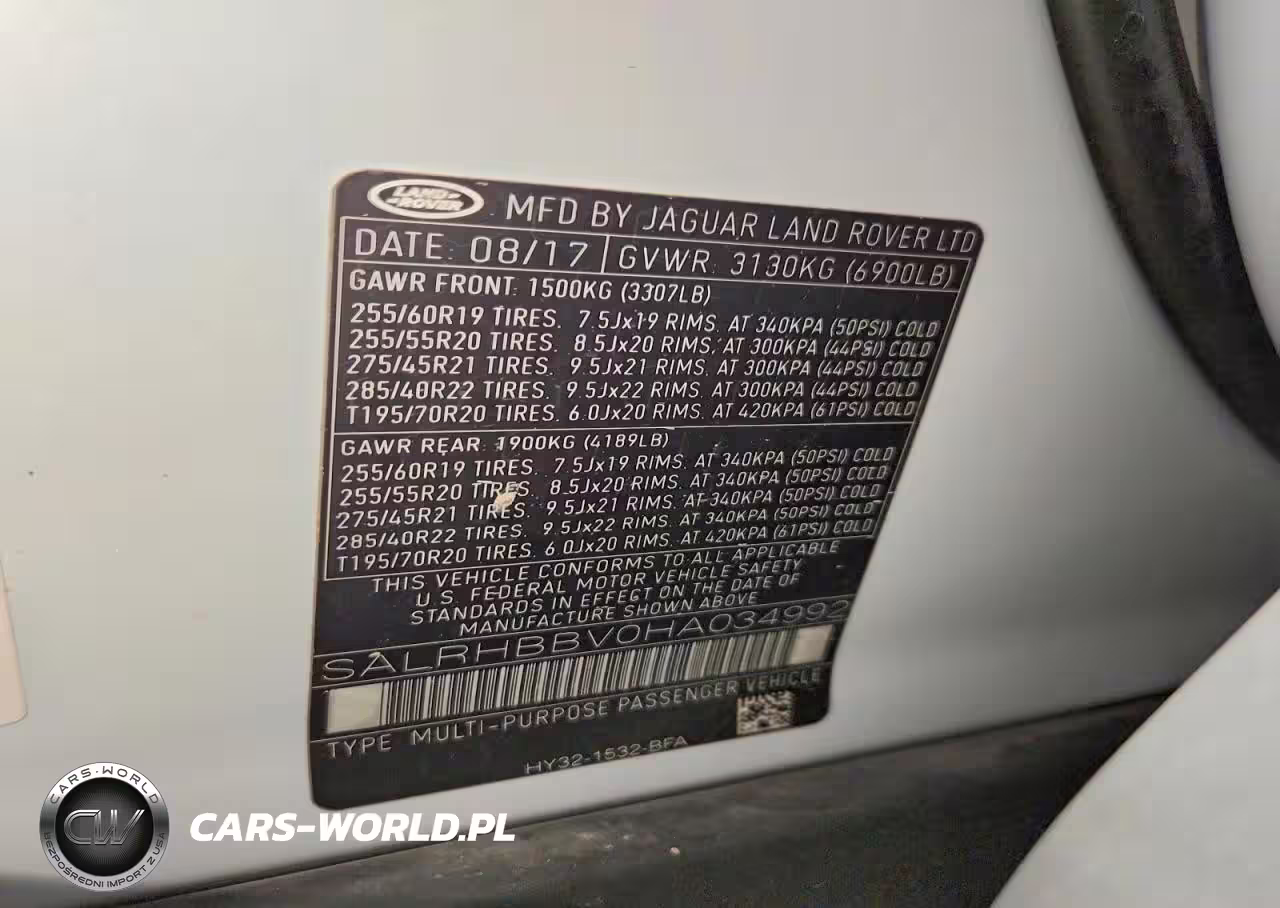 LAND ROVER
MFD BY JAGUAR LAND ROVER LTD
DATE: 08/17 GVWR: 3130KG (6900LB)
GAWR FRONT: 1500KG (3307LB)
255/60R19 TIRES. 7.5Jx19 RIMS. AT 340KPA (50PSI) COLD
255/55R20 TIRES. 8.5Jx20 RIMS. AT 300KPA (44PSI) COLD
275/45R21 TIRES. 9.5Jx21 RIMS. AT 300KPA (44PSI) COLD
285/40R22 TIRES. 9.5Jx22 RIMS. AT 300KPA (44PSI) COLD
T195/70R20 TIRES. 6.0Jx20 RIMS. AT 420KPA (61PSI) COLD
GAWR REAR: 1900KG (4189LB)
255/60R19 TIRES. 7.5Jx19 RIMS. AT 340KPA (50PSI) COLD
255/55R20 TIRES. 8.5Jx20 RIMS. AT 340KPA (50PSI) COLD
275/45R21 TIRES. 9.5Jx21 RIMS. AT 340KPA (50PSI) COLD
285/40R22 TIRES. 9.5Jx22 RIMS. AT 340KPA (50PSI) COLD
T195/70R20 TIRES. 6.0Jx20 RIMS. AT 420KPA (61PSI) COLD
THIS VEHICLE CONFORMS TO ALL APPLICABLE
U.S. FEDERAL MOTOR VEHICLE SAFETY
STANDARDS IN EFFECT ON THE DATE OF
MANUFACTURE SHOWN ABOVE
SALRHBBV0HA034992
TYPE MULTI-PURPOSE PASSENGER VEHICLE
HY32-1532-BFA
CARS-WORLD
CW
BEZPOŚREDNI IMPORT Z USA
CARS-WORLD.PL